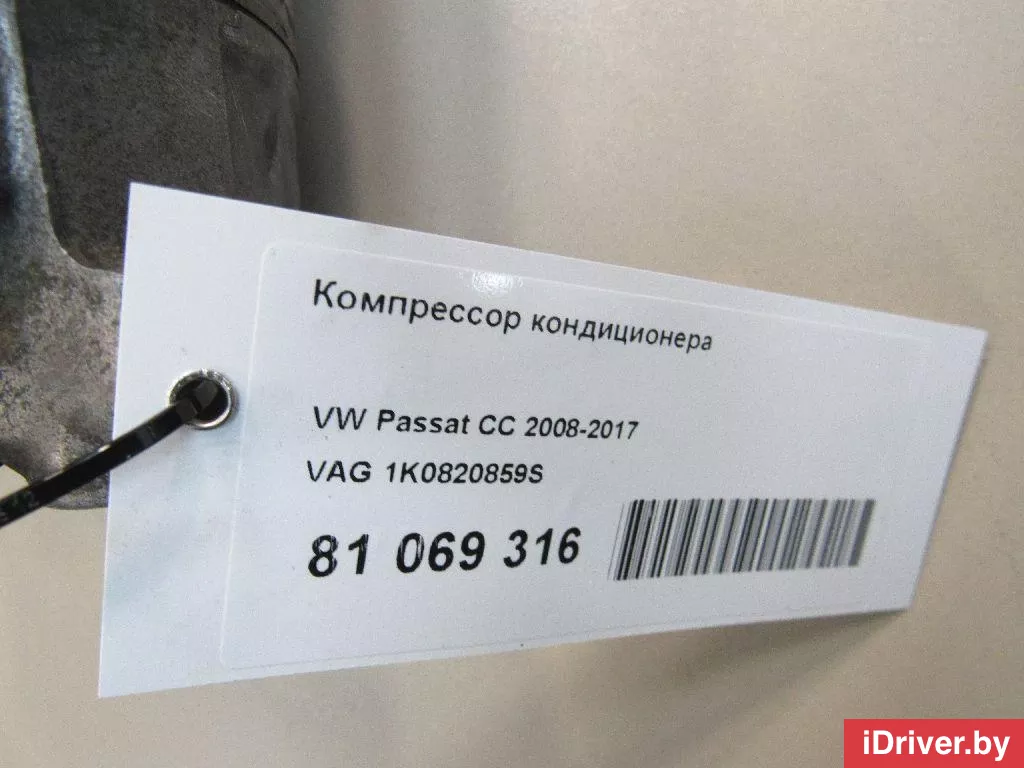 Компрессор кондиционера
VW Passat CC 2008-2017
VAG 1K0820859S
81 069 316
iDriver.by